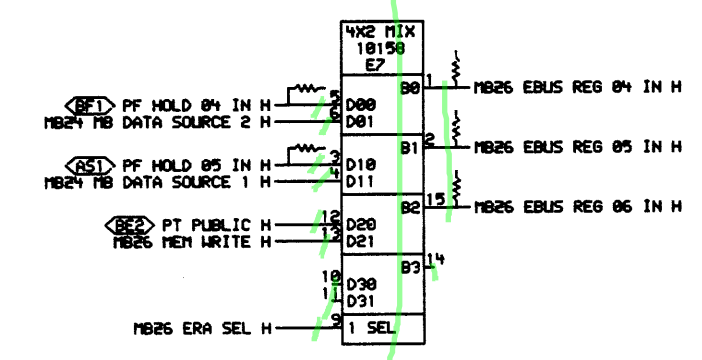 4X2 MIX
10158
E7
B0 1 MB26 EBUS REG 04 IN H
<BF1> PF HOLD 04 IN H 5 D00
MB24 MB DATA SOURCE 2 H 6 D01
B1 2 MB26 EBUS REG 05 IN H
<AS1> PF HOLD 05 IN H 3 D10
MB24 MB DATA SOURCE 1 H 4 D11
B2 15 MB26 EBUS REG 06 IN H
<BE2> PT PUBLIC H 12 D20
MB26 MEM WRITE H 13 D21
B3 14
10 D30
11 D31
MB26 ERA SEL H 9 1 SEL